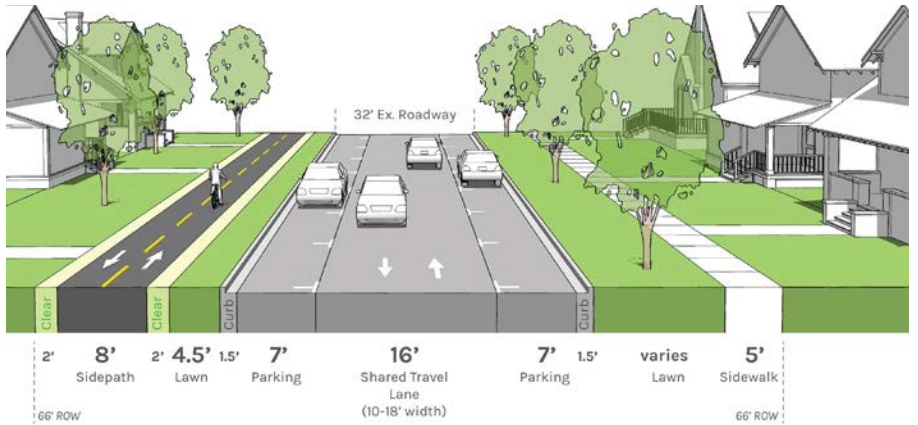 32' Ex. Roadway
Clear
Clear
Curb
Curb
2' 8' 2' 4.5' 1.5' 7' 16' 7' 1.5' varies 5'
Sidepath Lawn Parking Shared Travel Parking Lawn Sidewalk
Lane
(10-18' width)
66' ROW 66' ROW